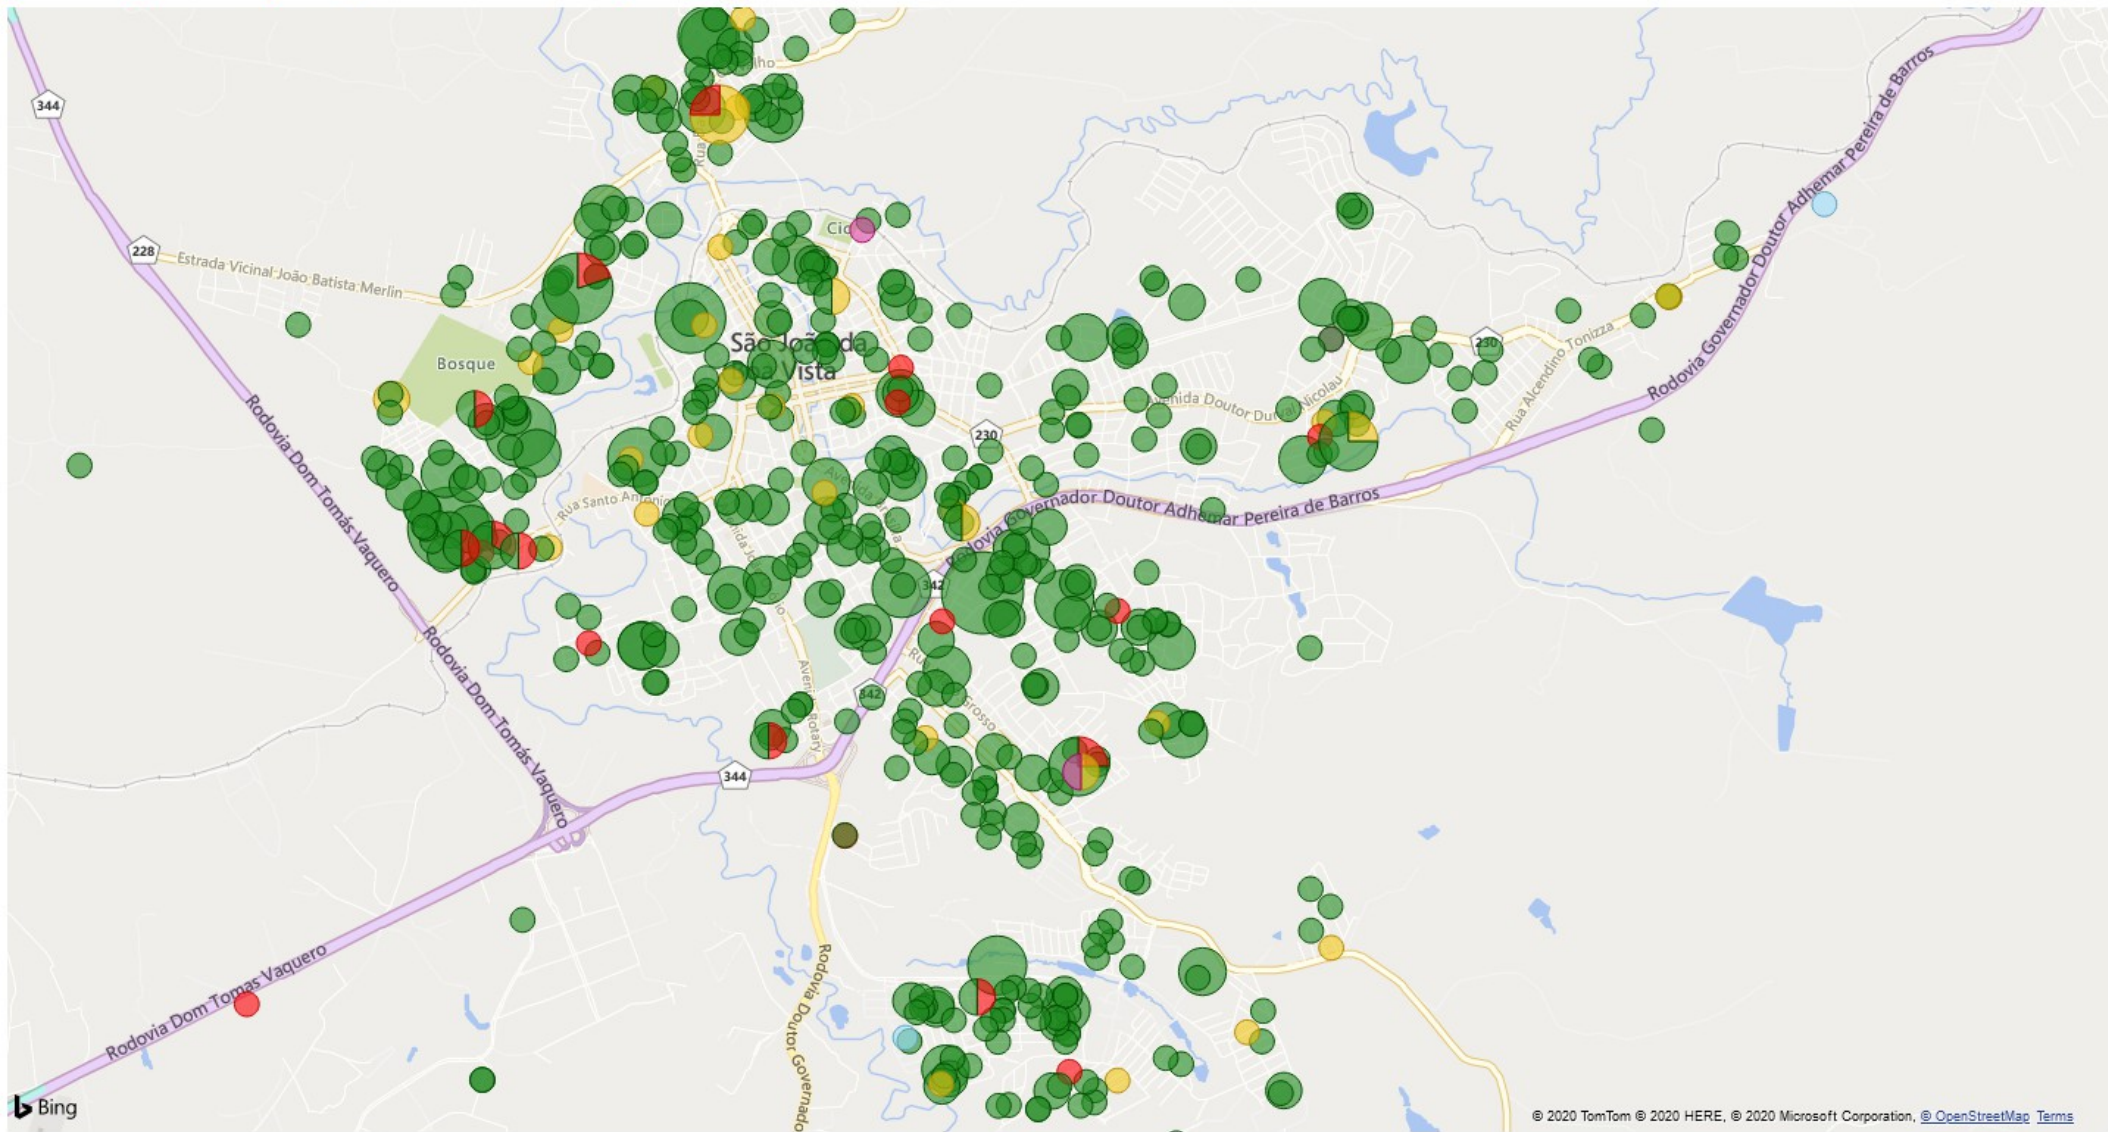 344
228
Estrada Vicinal João Batista Merlin
Bosque
São João da
Vista
230
230
Avenida Doutor Durval Nicolau
Rua Alcendino Tonizza
Rodovia Governador Doutor Adhemar Pereira de Barros
Rodovia Governador Doutor Adhemar Pereira de Barros
Rodovia Dom Tomás Vaquero
Rodovia Dom Tomás Vaquero
Rua Santo Antonio
342
342
Grosso
Avenida Rotary
344
Rodovia Dom Tomas Vaquero
Rodovia Doutor Governado
Bing
© 2020 TomTom © 2020 HERE, © 2020 Microsoft Corporation, © OpenStreetMap Terms